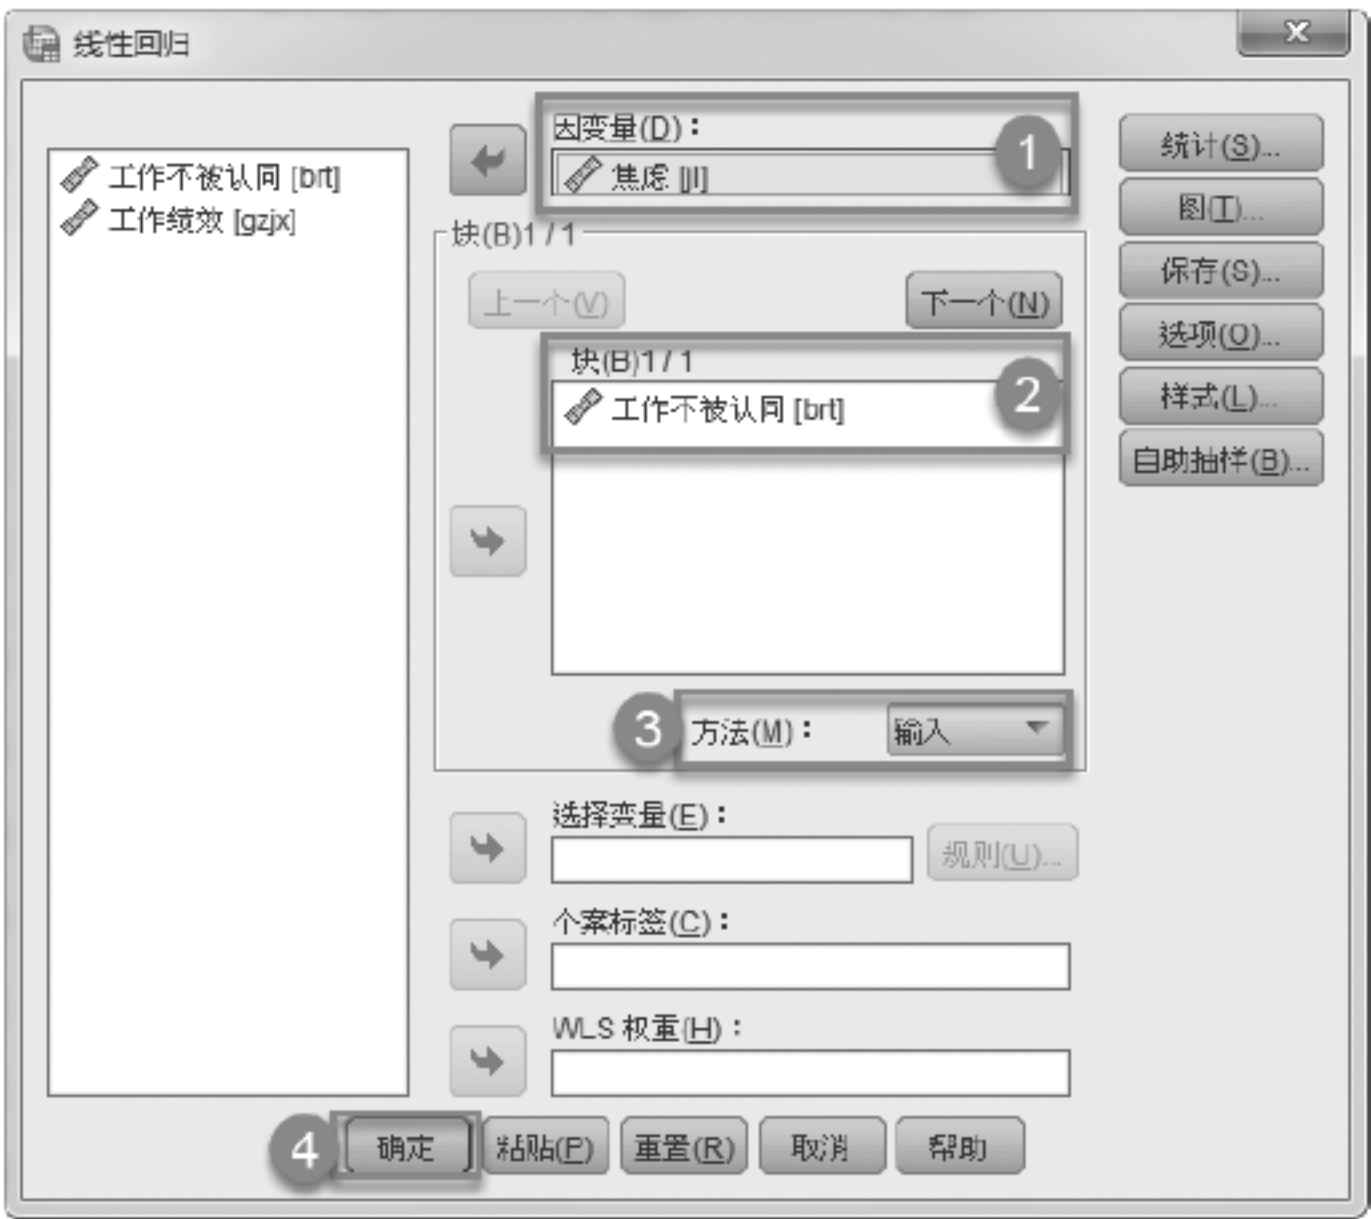 线性回归
工作不被认同 [brt]
工作绩效 [gzjx]
因变量(D)：
1
焦虑 [jl]
块(B)1 / 1
上一个(V)
下一个(N)
块(B)1 / 1
2
工作不被认同 [brt]
3
方法(M)：
输入
选择变量(E)：
规则(U)...
个案标签(C)：
WLS 权重(H)：
统计(S)...
图(T)...
保存(S)...
选项(O)...
样式(L)...
自助抽样(B)...
4
确定
粘贴(P)
重置(R)
取消
帮助